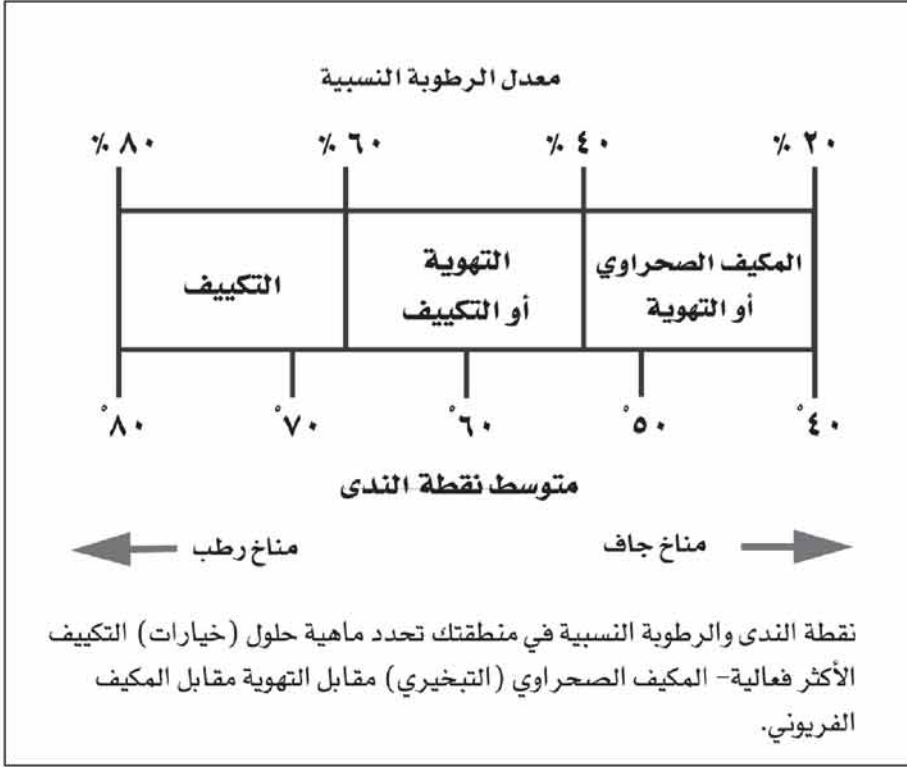 معدل الرطوبة النسبية
٢٠ % ٤٠ % ٦٠ % ٨٠ %
المكيف الصحراوي التهوية التكييف
أو التهوية أو التكييف
٤٠° ٥٠° ٦٠° ٧٠° ٨٠°
متوسط نقطة الندى
مناخ جاف مناخ رطب
نقطة الندى والرطوبة النسبية في منطقتك تحدد ماهية حلول (خيارات) التكييف
الأكثر فعالية– المكيف الصحراوي (التبخيري) مقابل التهوية مقابل المكيف
الفريوني.